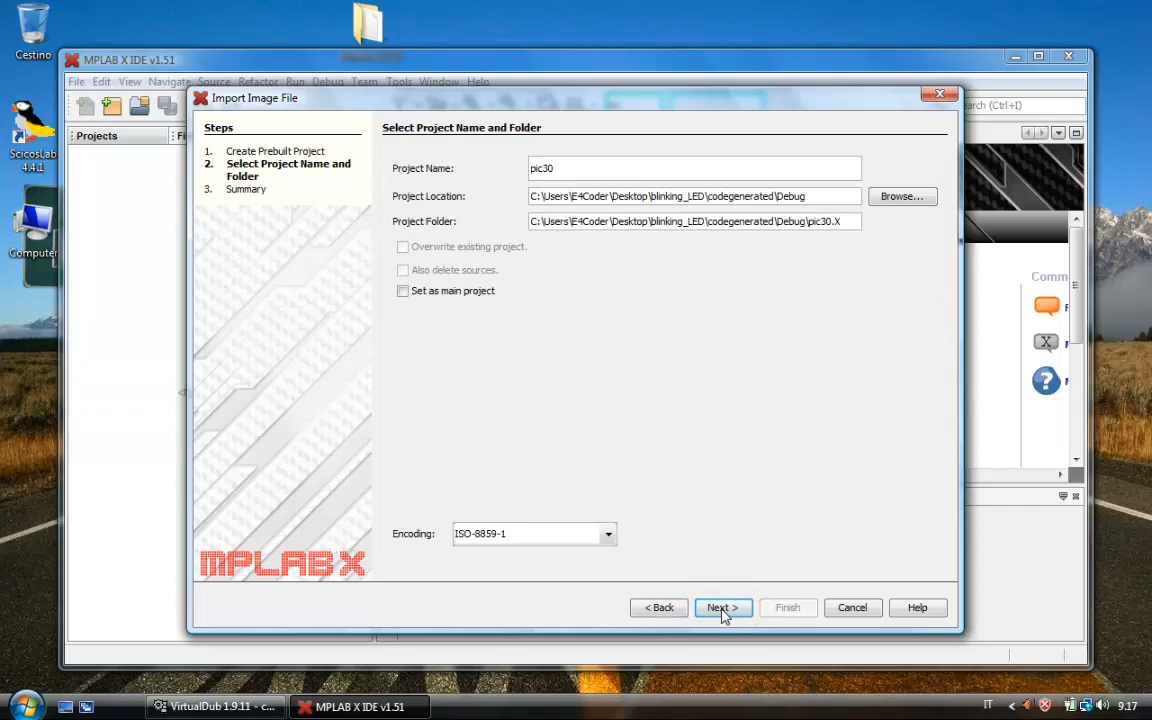 Cestino
MPLAB X IDE v1.51
File Edit View Navigate Source Refactor Run Debug Team Tools Window Help
Import Image File
Search (Ctrl+I)
Projects
Fi
Steps
1. Create Prebuilt Project
2. Select Project Name and Folder
3. Summary
Select Project Name and Folder
Project Name: pic30
Project Location: C:\Users\E4Coder\Desktop\blinking_LED\codegenerated\Debug Browse...
Project Folder: C:\Users\E4Coder\Desktop\blinking_LED\codegenerated\Debug\pic30.X
Overwrite existing project.
Also delete sources.
Set as main project
ScicosLab
4.4.1
Computer
Comm
Encoding: ISO-8859-1
MPLAB X
< Back Next > Finish Cancel Help
VirtualDub 1.9.11 - c...
MPLAB X IDE v1.51
IT
9.17